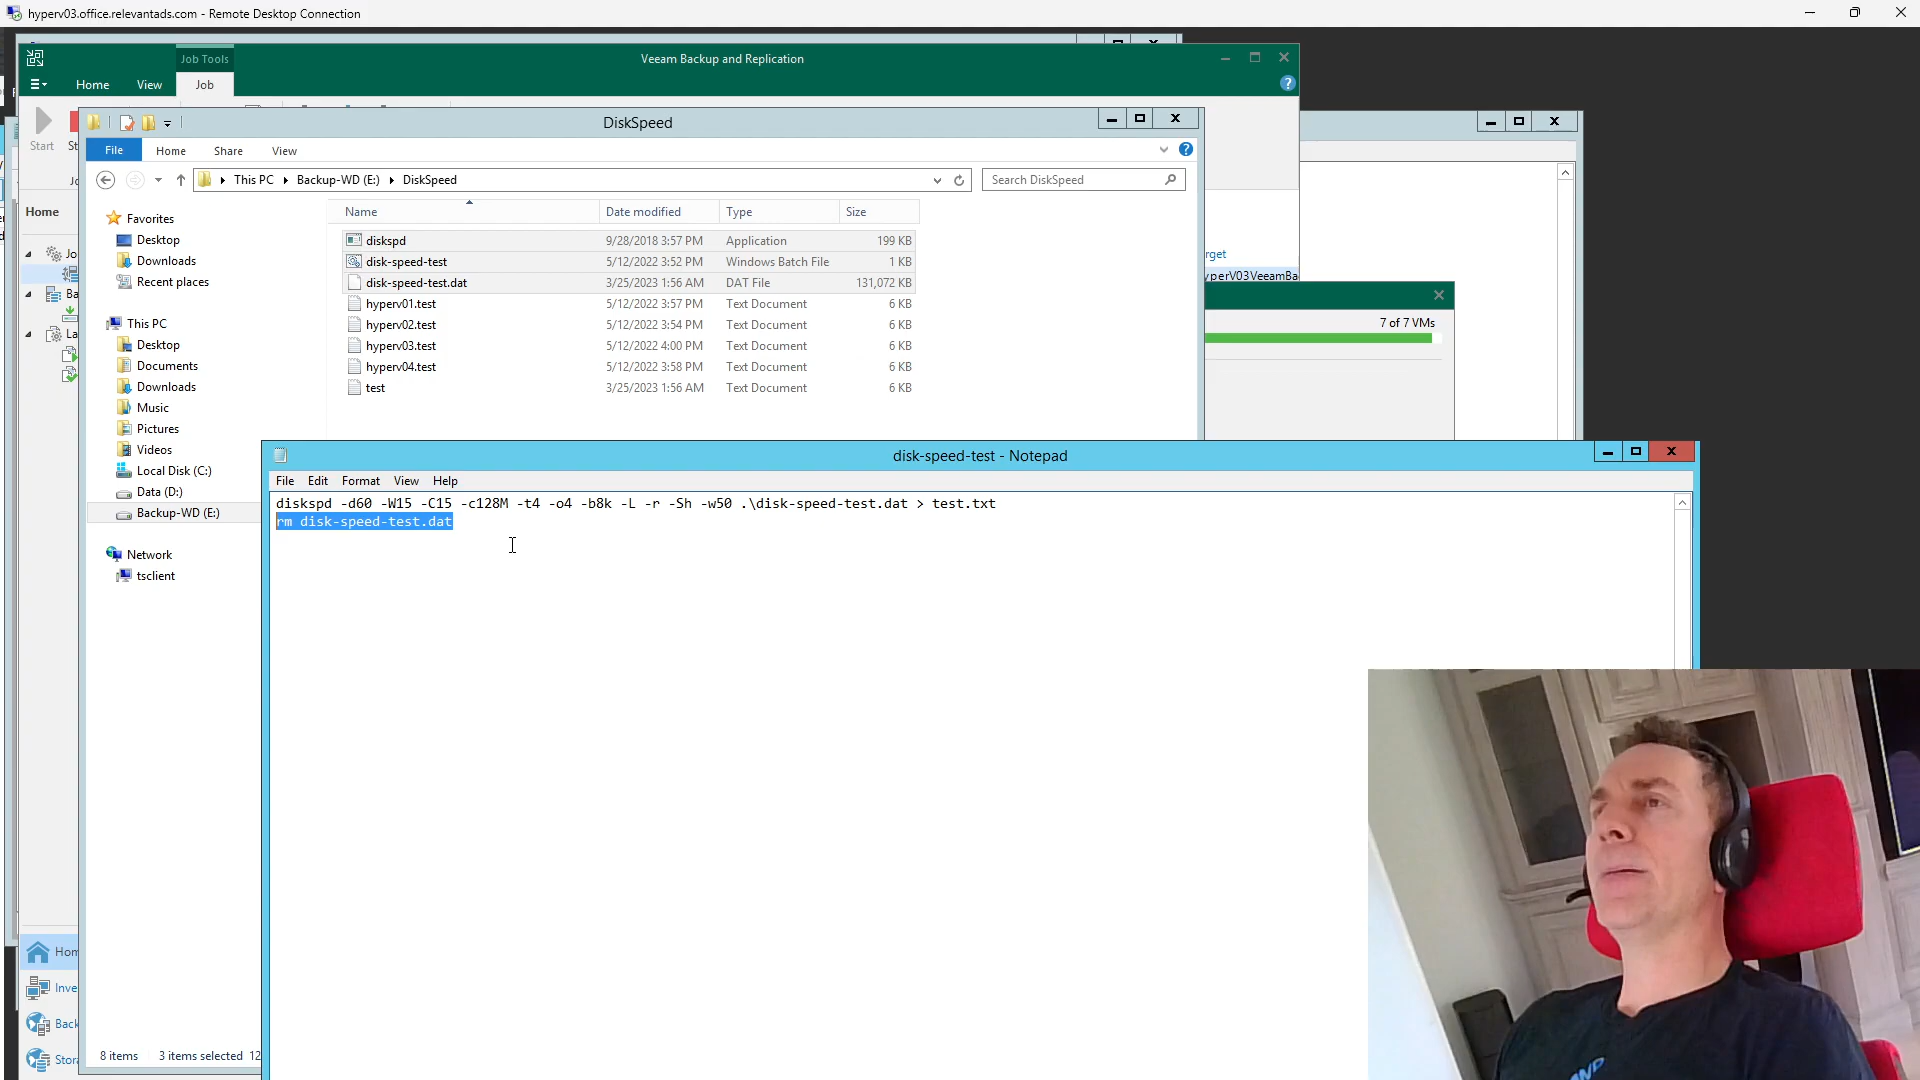 hyperv03.office.relevantads.com - Remote Desktop Connection
Job Tools
Veeam Backup and Replication
Home View Job
Start
DiskSpeed
File Home Share View
This PC Backup-WD (E:) DiskSpeed
Search DiskSpeed
Home
Name Date modified Type Size
Favorites
Desktop
Downloads
Recent places
This PC
Desktop
Documents
Downloads
Music
Pictures
Videos
Local Disk (C:)
Data (D:)
Backup-WD (E:)
Network
tsclient
diskspd 9/28/2018 3:57 PM Application 199 KB
disk-speed-test 5/12/2022 3:52 PM Windows Batch File 1 KB
disk-speed-test.dat 3/25/2023 1:56 AM DAT File 131,072 KB
hyperv01.test 5/12/2022 3:57 PM Text Document 6 KB
hyperv02.test 5/12/2022 3:54 PM Text Document 6 KB
hyperv03.test 5/12/2022 4:00 PM Text Document 6 KB
hyperv04.test 5/12/2022 3:58 PM Text Document 6 KB
test 3/25/2023 1:56 AM Text Document 6 KB
7 of 7 VMs
disk-speed-test - Notepad
File Edit Format View Help
diskspd -d60 -W15 -C15 -c128M -t4 -o4 -b8k -L -r -Sh -w50 .\disk-speed-test.dat > test.txt
rm disk-speed-test.dat
8 items 3 items selected 12